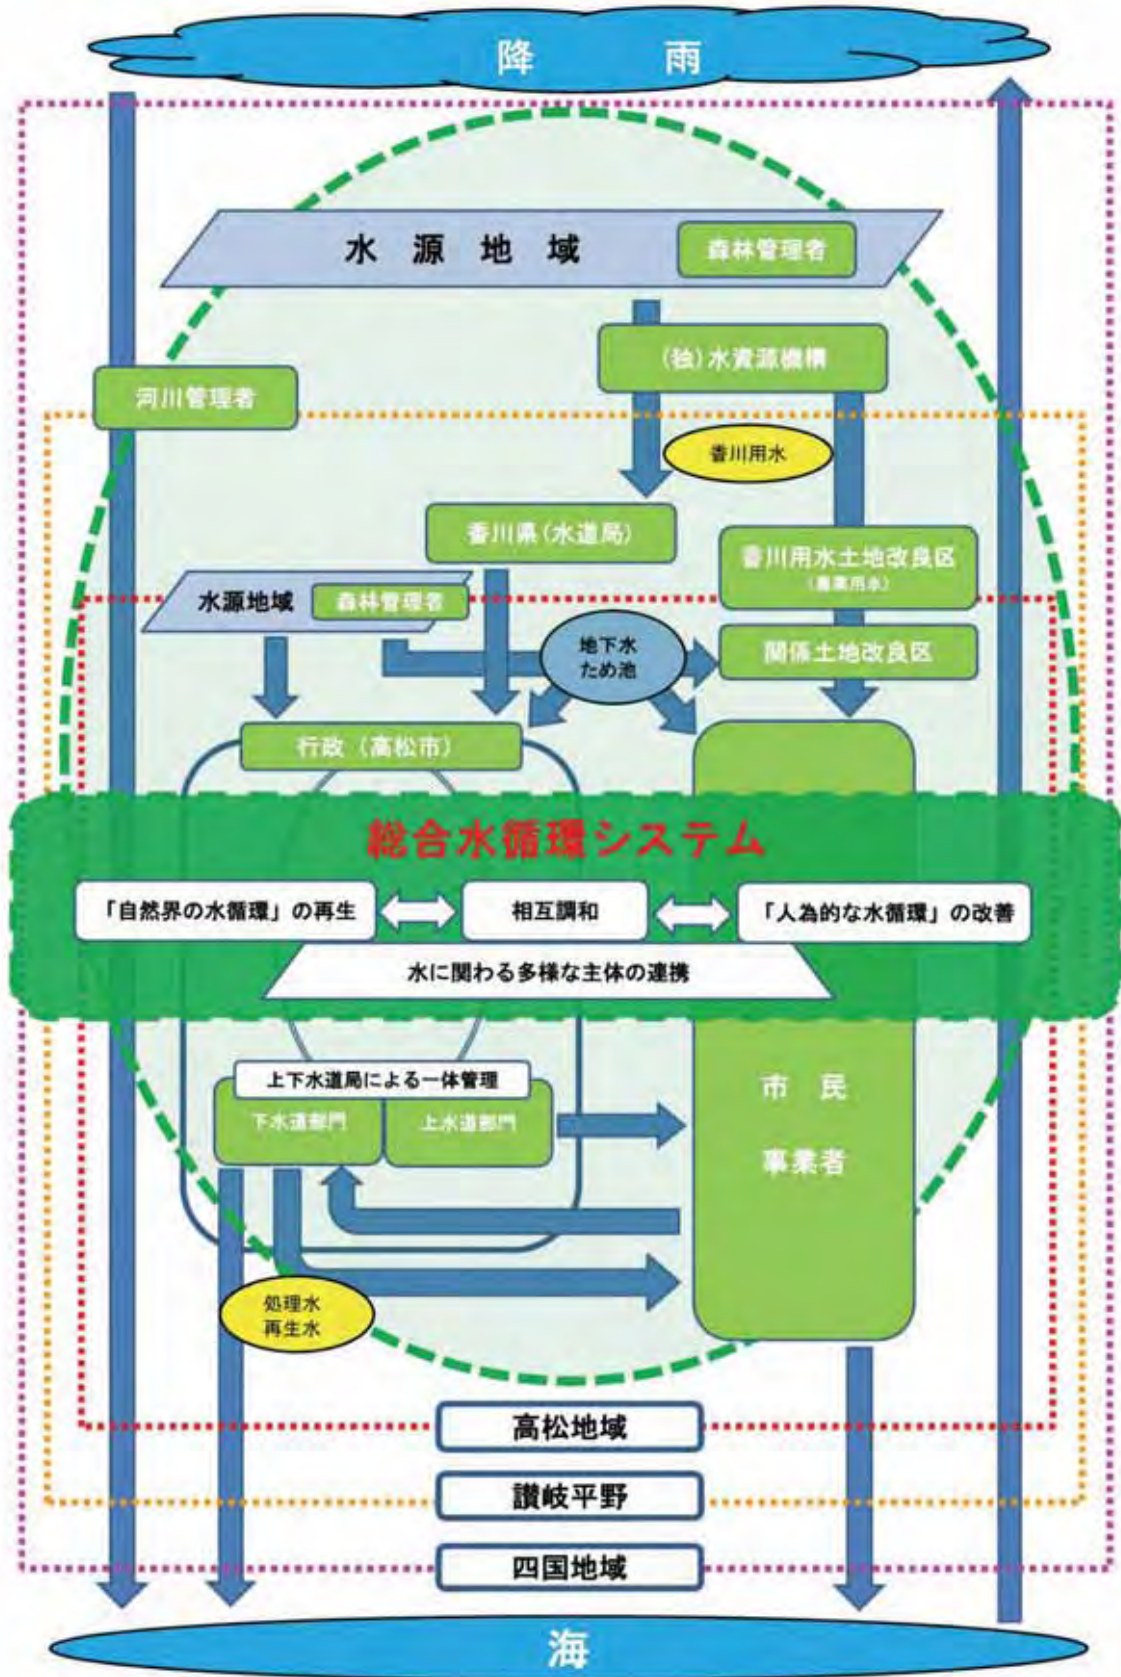 降　雨
水 源 地 域
森林管理者
(独)水資源機構
河川管理者
香川用水
香川県(水道局)
香川用水土地改良区
(農業用水)
水源地域
森林管理者
地下水
ため池
関係土地改良区
行政（高松市）
総合水循環システム
「自然界の水循環」の再生
相互調和
「人為的な水循環」の改善
水に関わる多様な主体の連携
上下水道局による一体管理
下水道部門
上水道部門
市　民
事業者
処理水
再生水
高松地域
讃岐平野
四国地域
海